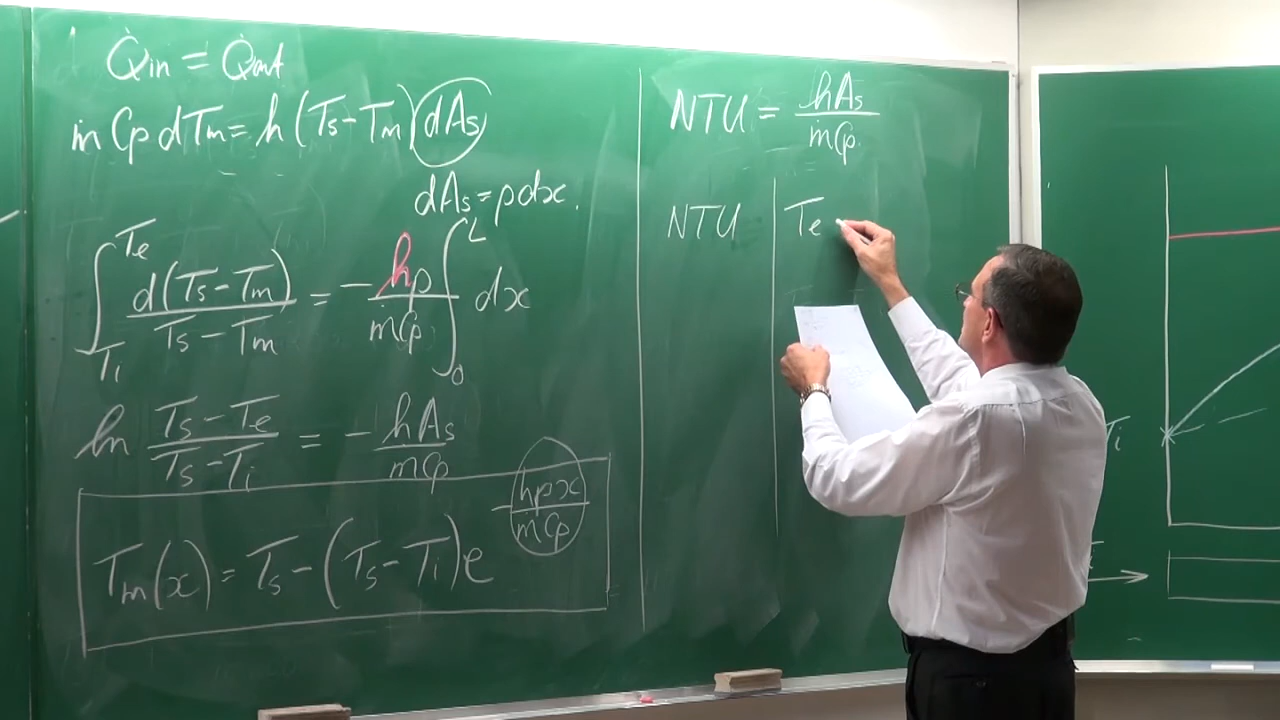 Q̇in = Q̇out
ṁ Cp dTm = h (Ts - Tm) dAs
dAs = p dx.
∫_Ti^Te d(Ts - Tm) / (Ts - Tm) = - hp / ṁCp ∫_0^L dx
ln (Ts - Te) / (Ts - Ti) = - hAs / ṁCp
Tm(x) = Ts - (Ts - Ti) e^(- hpx / ṁCp)
NTU = hAs / ṁCp
NTU | Te
Ti